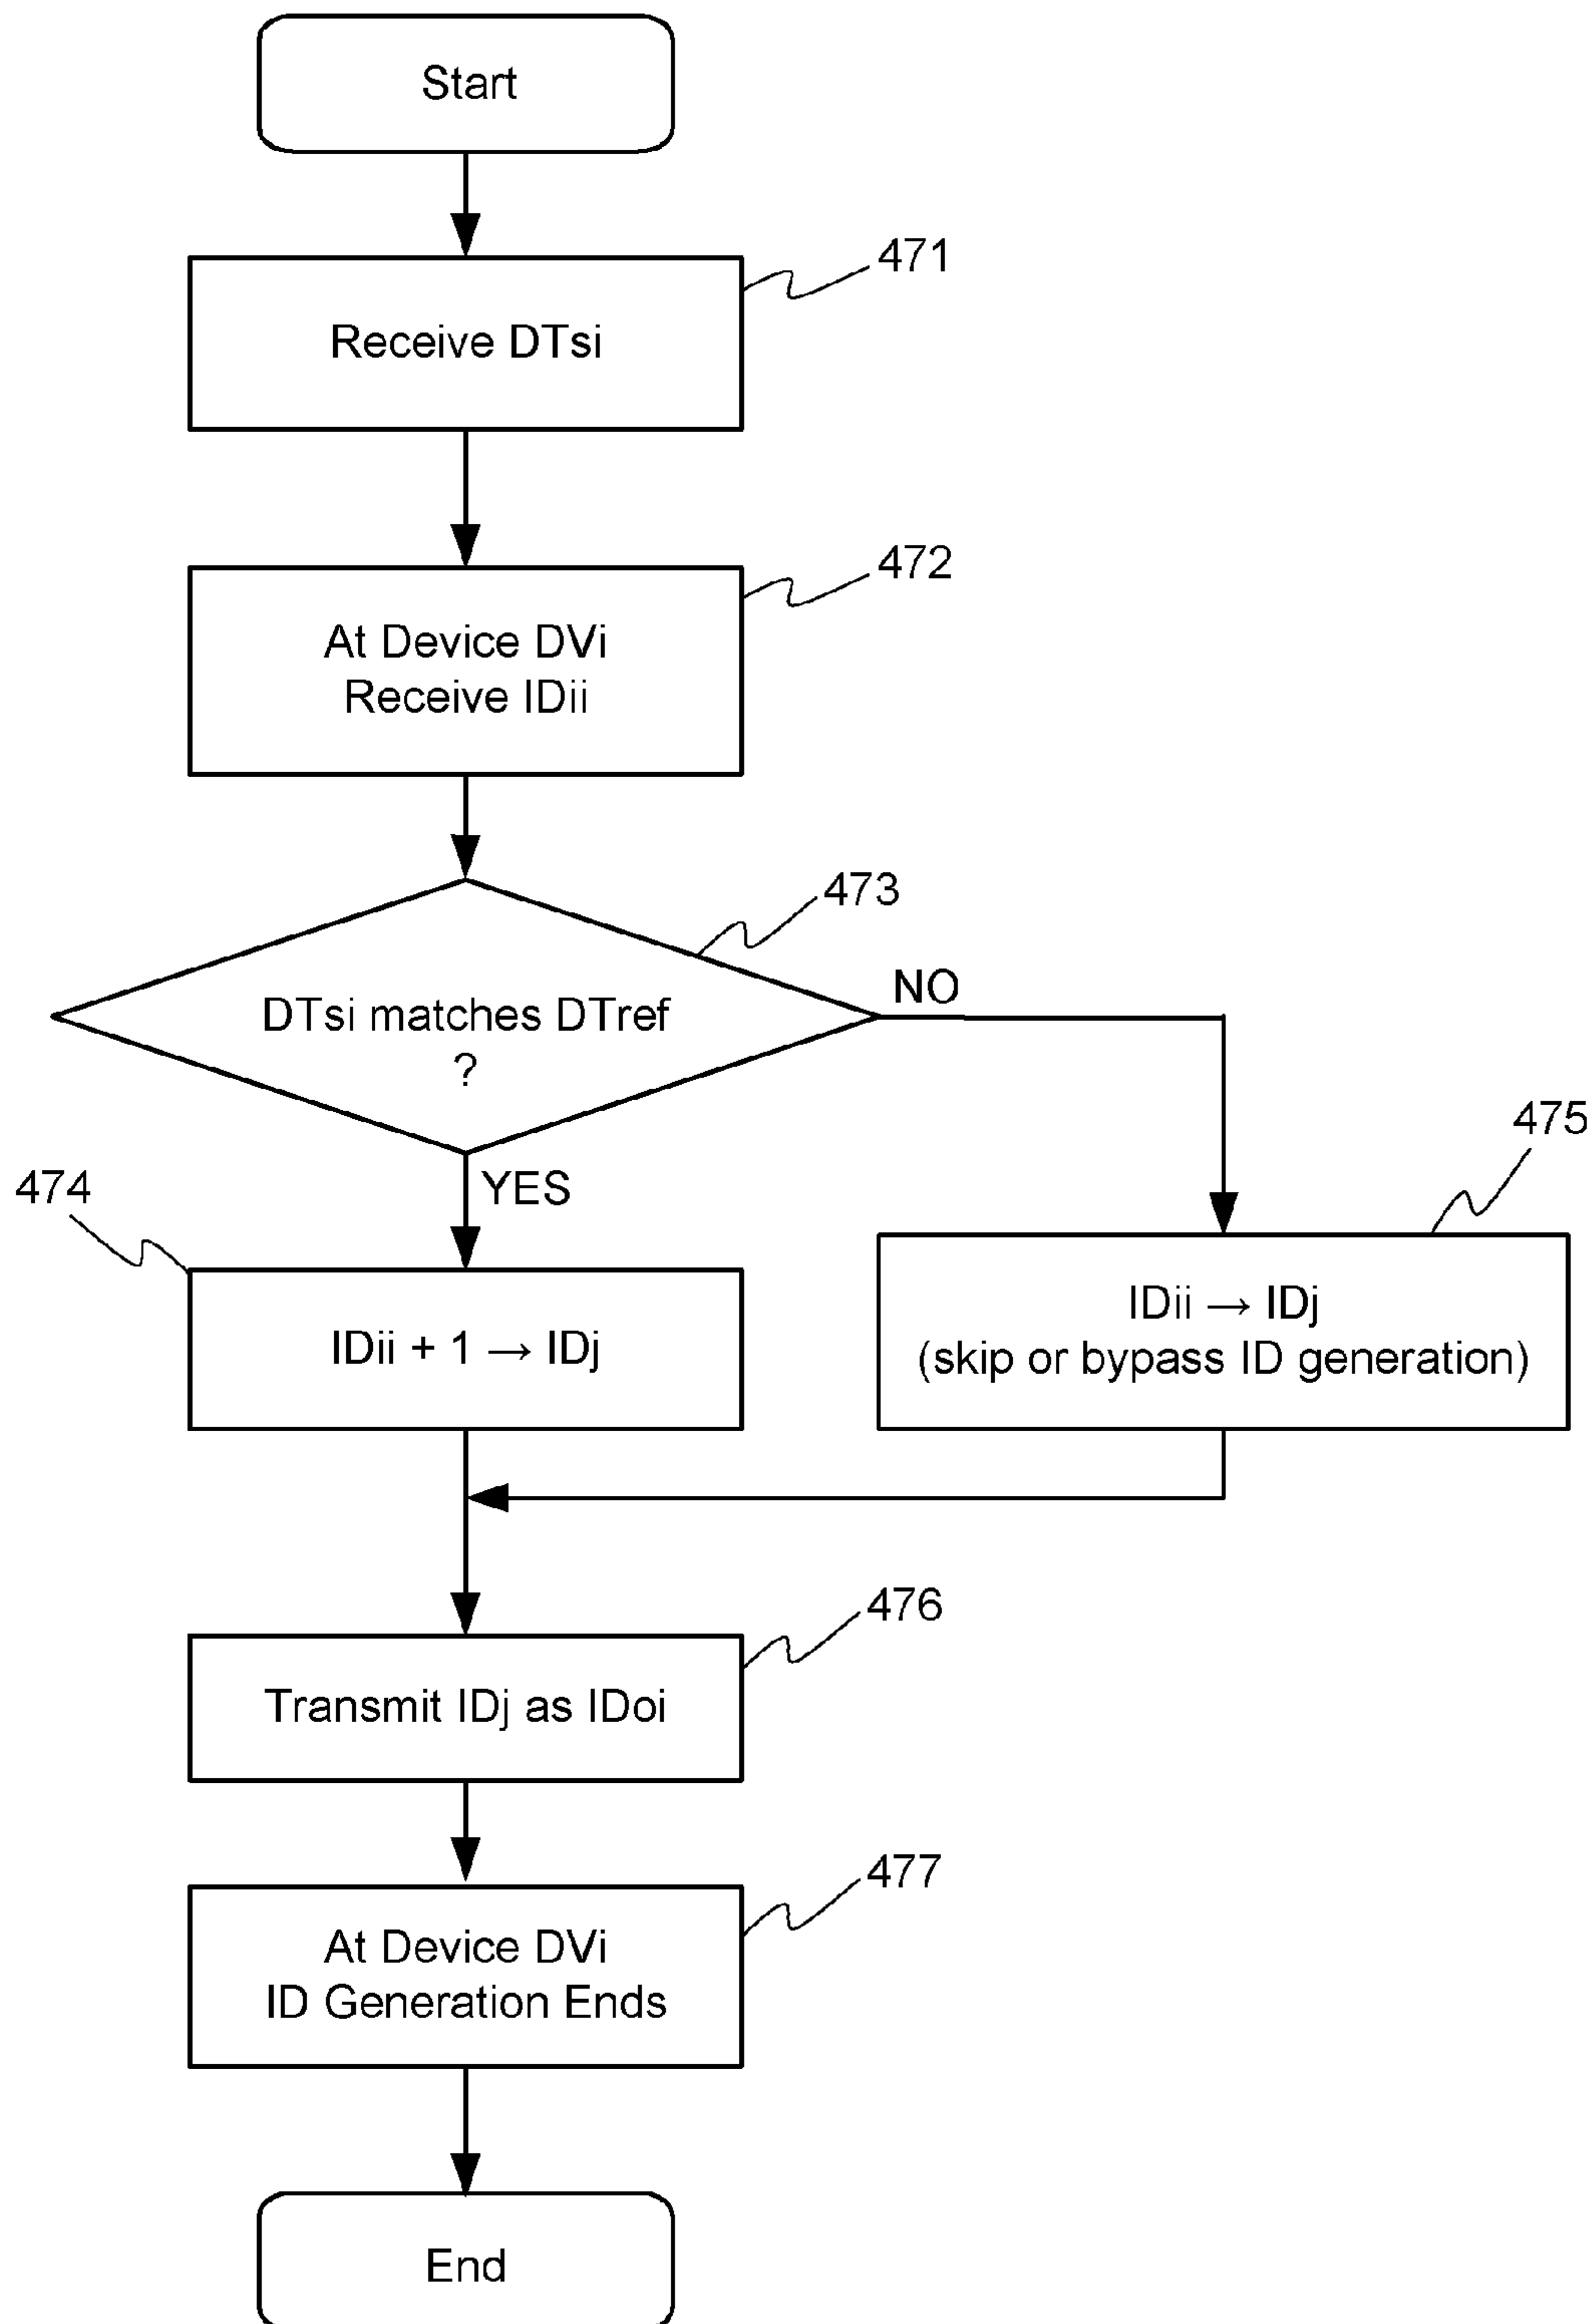 Start
471
Receive DTsi
472
At Device DVi
Receive IDii
473
DTsi matches DTref
?
NO
YES
474
475
IDii + 1 → IDj
IDii → IDj
(skip or bypass ID generation)
476
Transmit IDj as IDoi
477
At Device DVi
ID Generation Ends
End